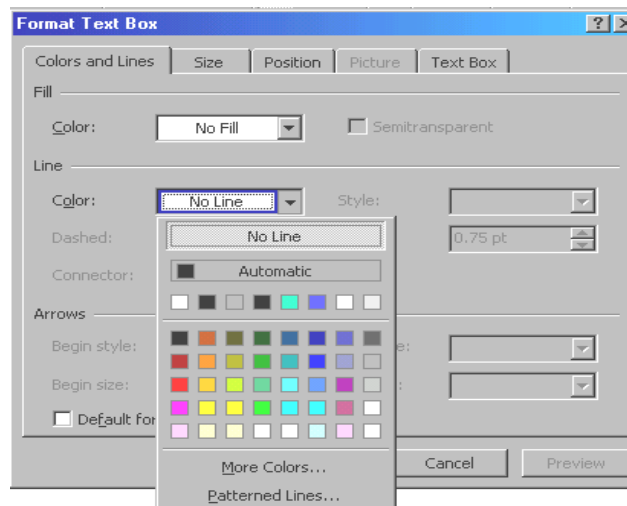 Format Text Box
Colors and Lines Size Position Picture Text Box
Fill
Color: No Fill Semitransparent
Line
Color: No Line Style:
No Line
Dashed: 0.75 pt
Automatic
Connector:
Arrows
Begin style: e:
Begin size: :
Default for
More Colors... Cancel Preview
Patterned Lines...